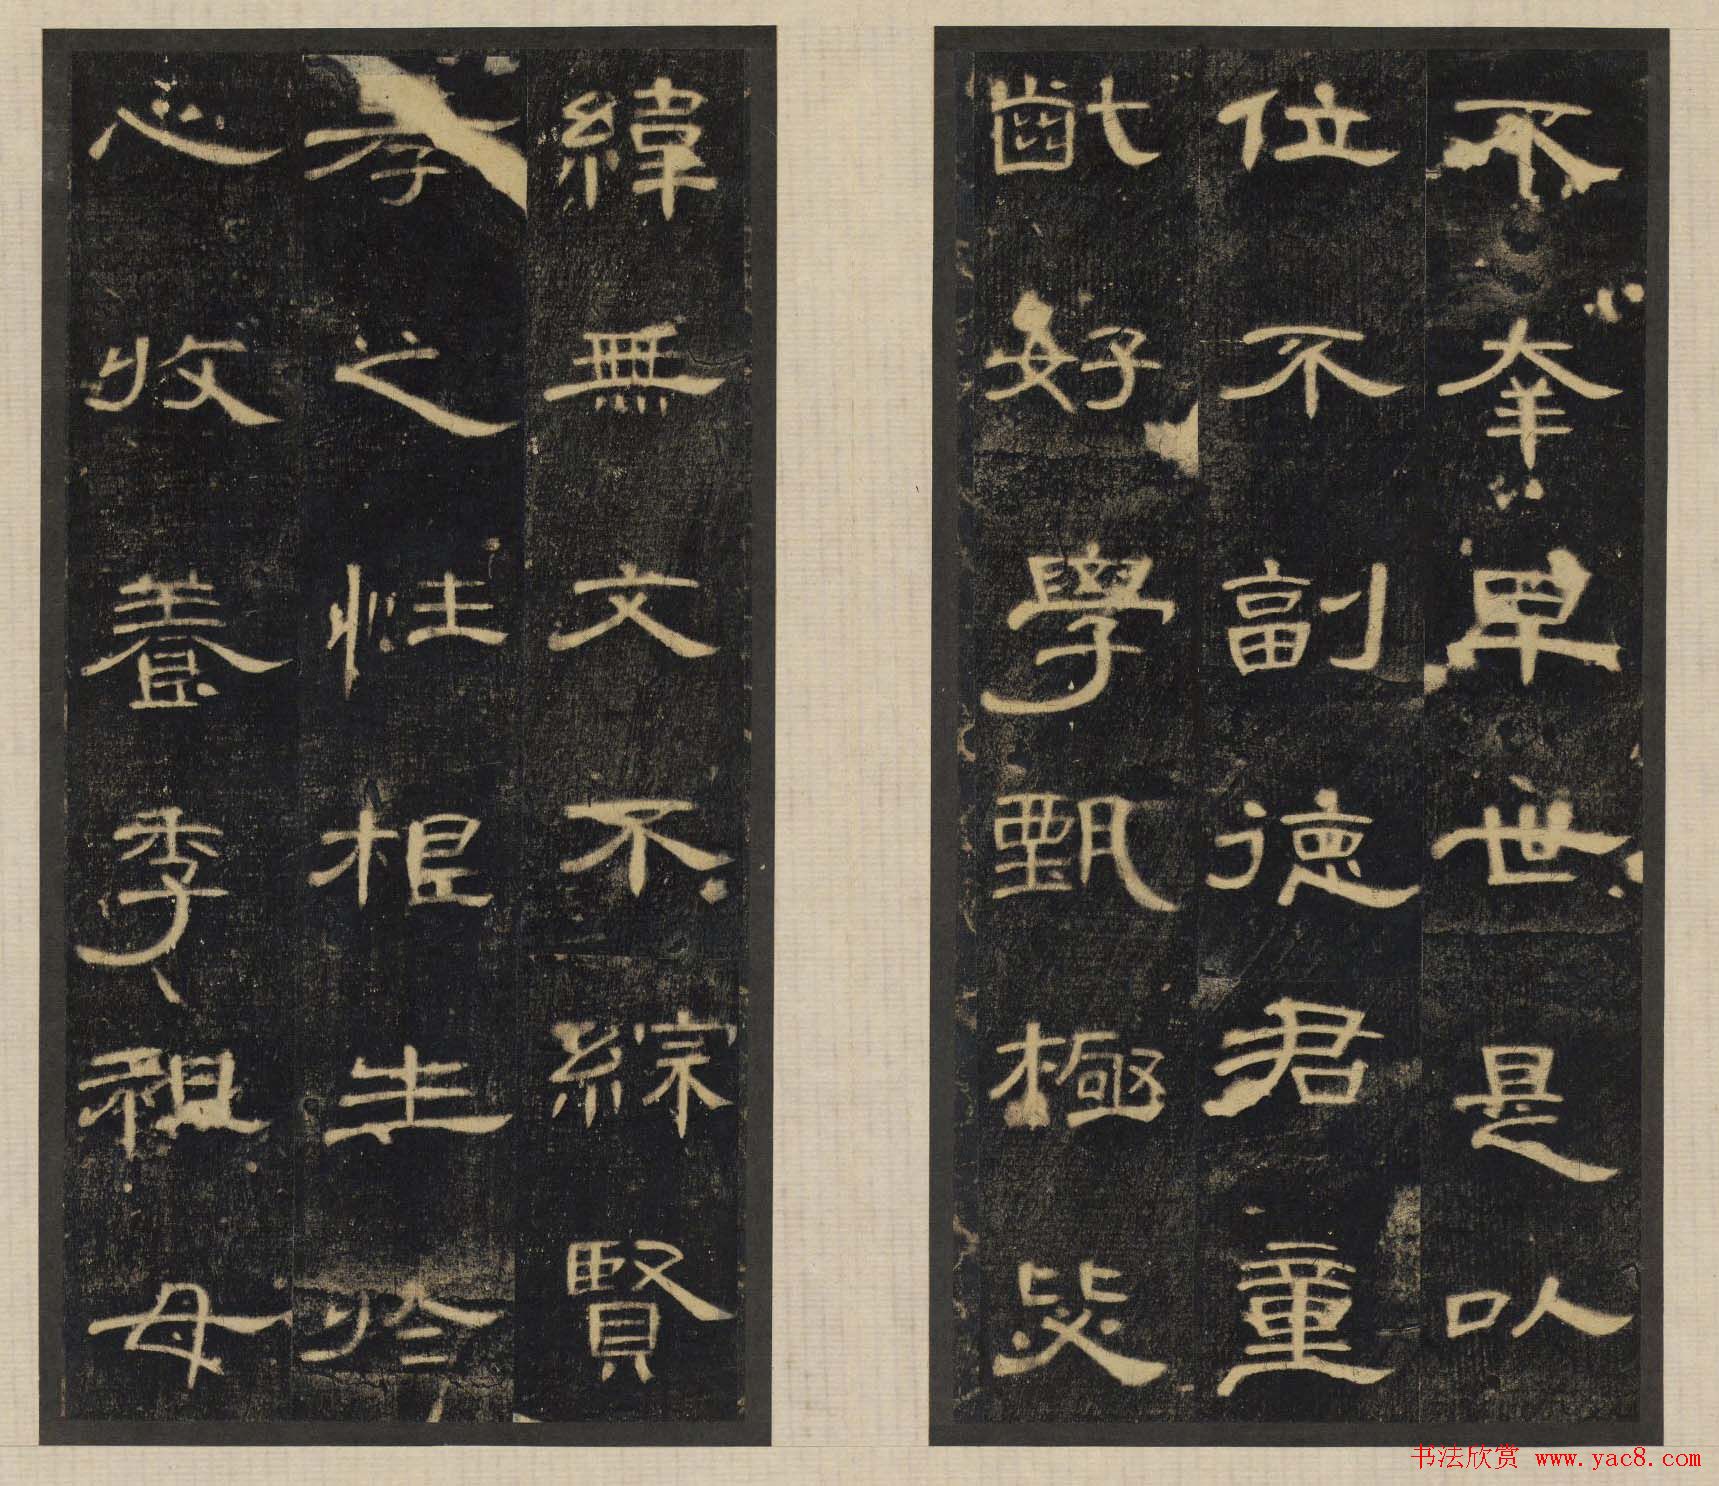 不幸早世是以
位不副德君童
齔好學甄極毖
緯無文不綜賢
孝之性根生於
心收養季祖母
书法欣赏 www.yac8.com